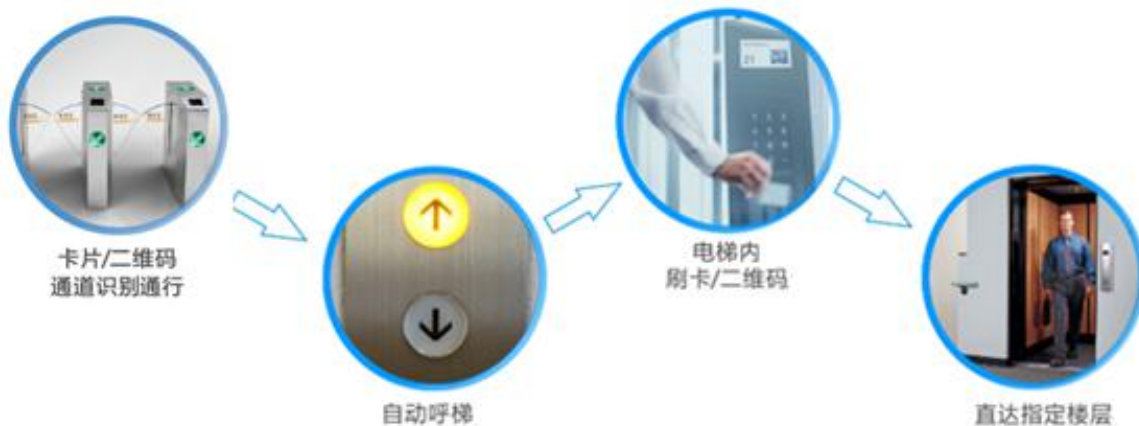 卡片/二维码
通道识别通行
自动呼梯
电梯内
刷卡/二维码
直达指定楼层